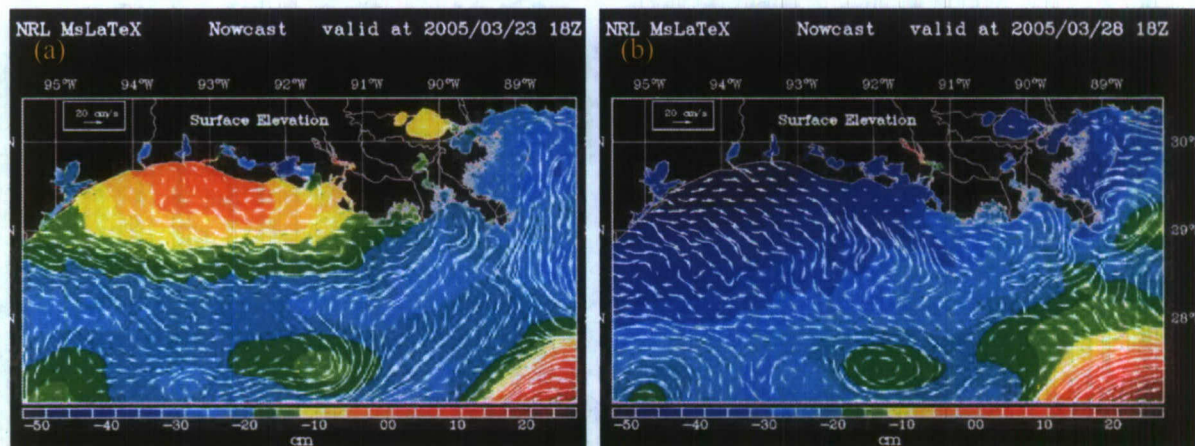 NRL MsLaTeX Nowcast valid at 2005/03/23 18Z
(a)
95°W 94°W 93°W 92°W 91°W 90°W 89°W
20 cm/s
Surface Elevation
-50 -40 -30 -20 -10 0 10 20
cm
NRL MsLaTeX Nowcast valid at 2005/03/28 18Z
(b)
95°W 94°W 93°W 92°W 91°W 90°W 89°W
20 cm/s
Surface Elevation
30°
29°
28°
-50 -40 -30 -20 -10 0 10 20
cm